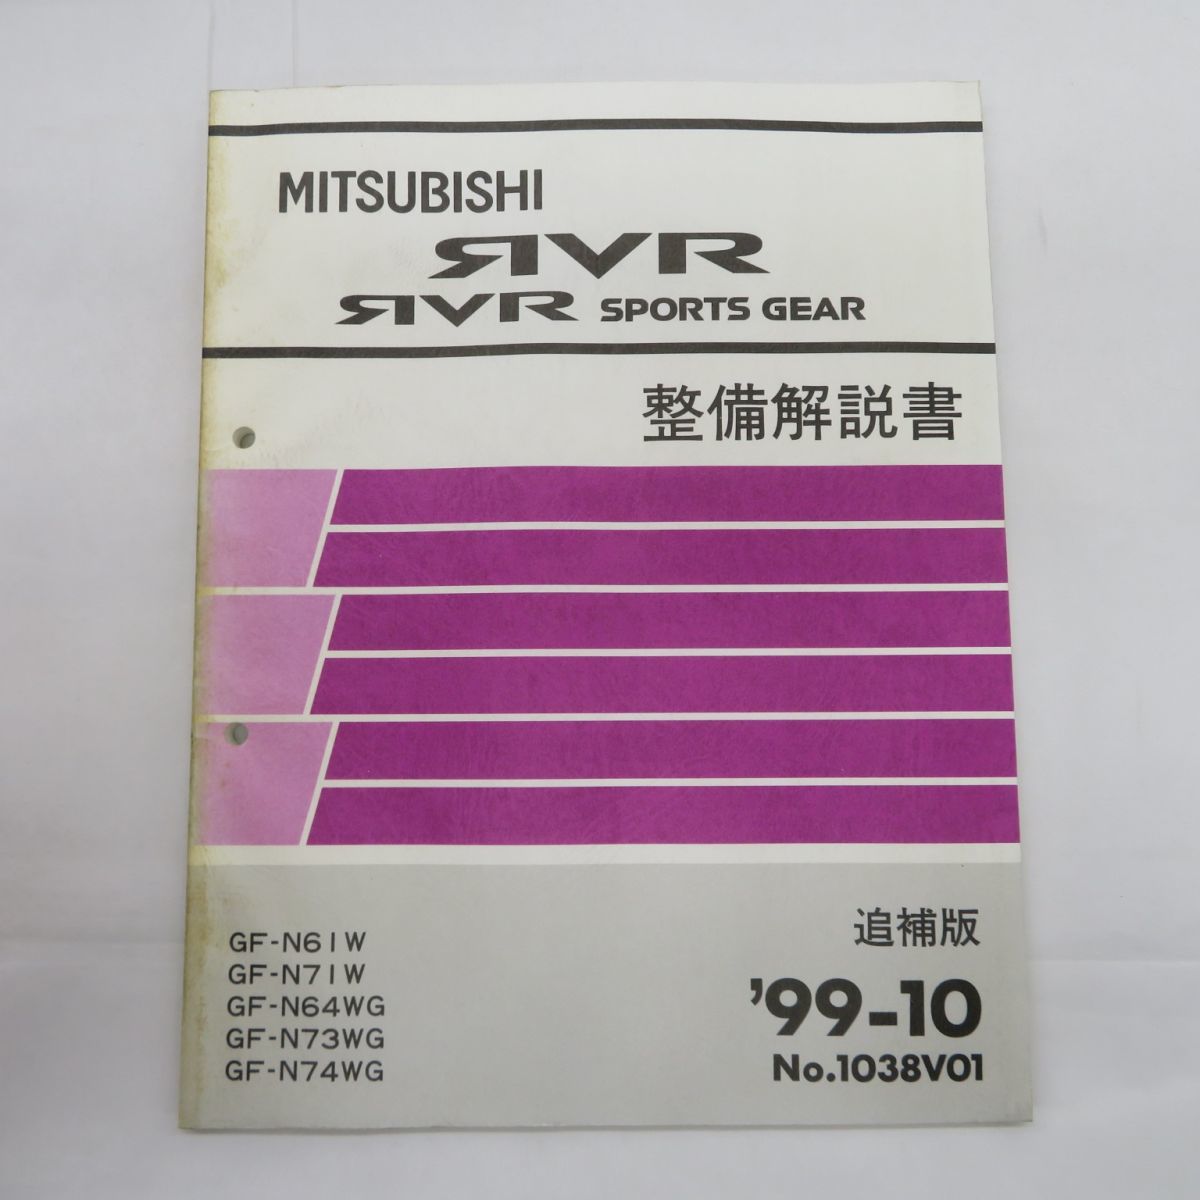 MITSUBISHI
RVR
RVR SPORTS GEAR
整備解説書
GF-N61W
GF-N71W
GF-N64WG
GF-N73WG
GF-N74WG
追補版
'99-10
No.1038V01